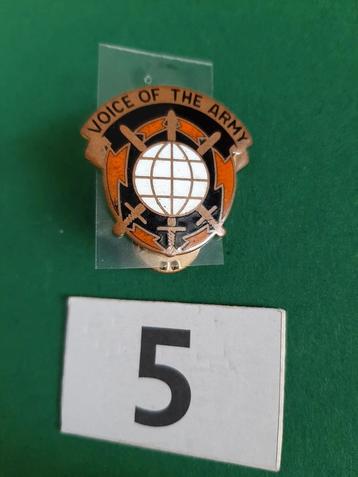 VOICE OF THE ARMY
5